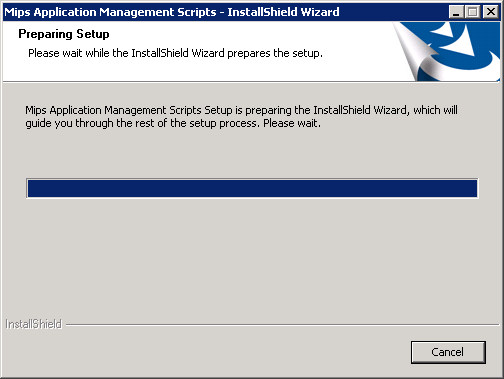 Mips Application Management Scripts - InstallShield Wizard
Preparing Setup
Please wait while the InstallShield Wizard prepares the setup.
Mips Application Management Scripts Setup is preparing the InstallShield Wizard, which will
guide you through the rest of the setup process. Please wait.
InstallShield
Cancel